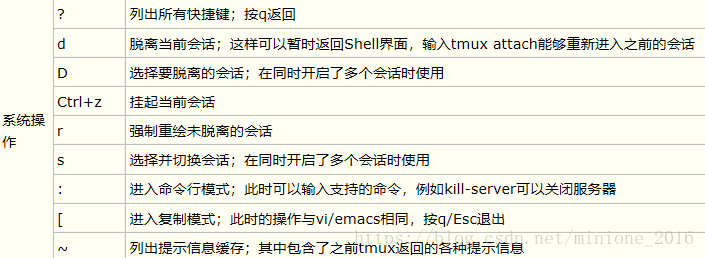 ? 列出所有快捷键；按q返回
d 脱离当前会话；这样可以暂时返回Shell界面，输入tmux attach能够重新进入之前的会话
D 选择要脱离的会话；在同时开启了多个会话时使用
Ctrl+z 挂起当前会话
系统操作
r 强制重绘未脱离的会话
s 选择并切换会话；在同时开启了多个会话时使用
: 进入命令行模式；此时可以输入支持的命令，例如kill-server可以关闭服务器
[ 进入复制模式；此时的操作与vi/emacs相同，按q/Esc退出
~ 列出提示信息缓存；其中包含了之前tmux返回的各种提示信息
https://blog.csdn.net/minione_2016